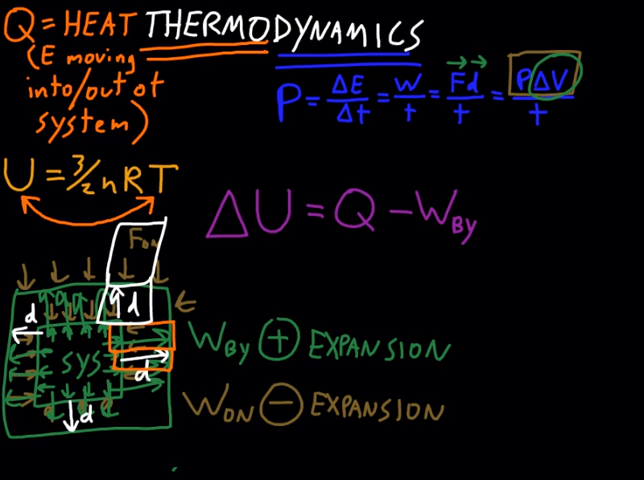 Q = HEAT THERMODYNAMICS
(E moving
into/out of
system)
P = ΔE/Δt = W/t = Fd/t = PΔV/t
U = 3/2 nRT
ΔU = Q - W_By
F_on
d
d
SYS
d
d
W_By + EXPANSION
W_ON - EXPANSION